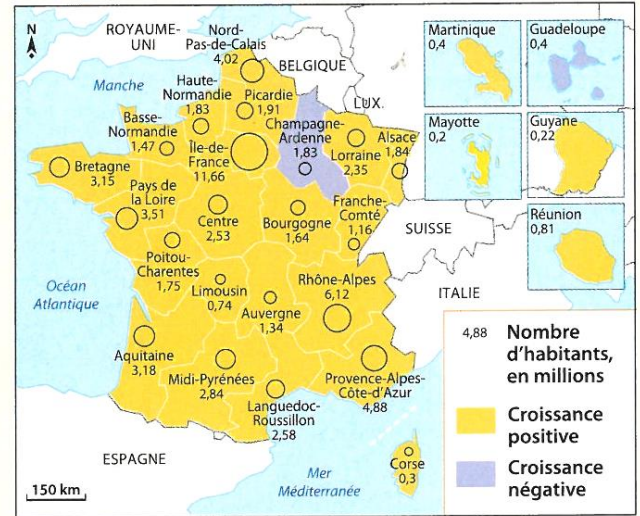 N
ROYAUME-
UNI
Nord-
Pas-de-Calais
4,02
BELGIQUE
LUX.
Manche
Haute-
Normandie
1,83
Picardie
1,91
Basse-
Normandie
1,47
Île-de-
France
11,66
Champagne-
Ardenne
1,83
Lorraine
2,35
Alsace
1,84
Bretagne
3,15
Pays de
la Loire
3,51
Centre
2,53
Bourgogne
1,64
Franche-
Comté
1,16
SUISSE
Poitou-
Charentes
1,75
Limousin
0,74
Auvergne
1,34
Rhône-Alpes
6,12
ITALIE
Océan
Atlantique
Aquitaine
3,18
Midi-Pyrénées
2,84
Languedoc-
Roussillon
2,58
Provence-Alpes-
Côte-d'Azur
4,88
ESPAGNE
Mer
Méditerranée
Corse
0,3
150 km
Martinique
0,4
Guadeloupe
0,4
Mayotte
0,2
Guyane
0,22
Réunion
0,81
4,88 Nombre
d'habitants,
en millions
Croissance
positive
Croissance
négative